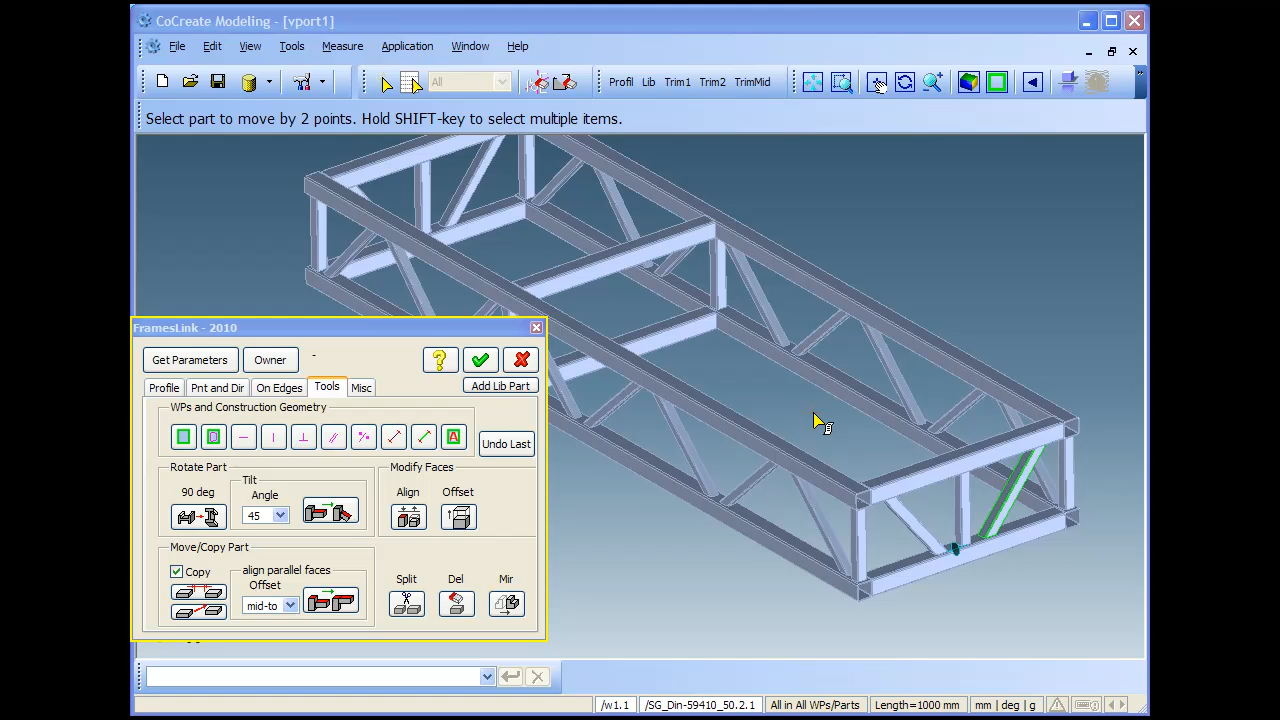 CoCreate Modeling - [vport1]
File Edit View Tools Measure Application Window Help
All Profil Lib Trim1 Trim2 TrimMid
Select part to move by 2 points. Hold SHIFT-key to select multiple items.
FramesLink - 2010
Get Parameters Owner -
Profile Pnt and Dir On Edges Tools Misc Add Lib Part
WPs and Construction Geometry
A Undo Last
Rotate Part Modify Faces
Tilt
90 deg Angle Align Offset
45
Move/Copy Part
Copy align parallel faces
Offset Split Del Mir
mid-to
/w1.1 /SG_Din-59410_50.2.1 All in All WPs/Parts Length=1000 mm mm | deg | g